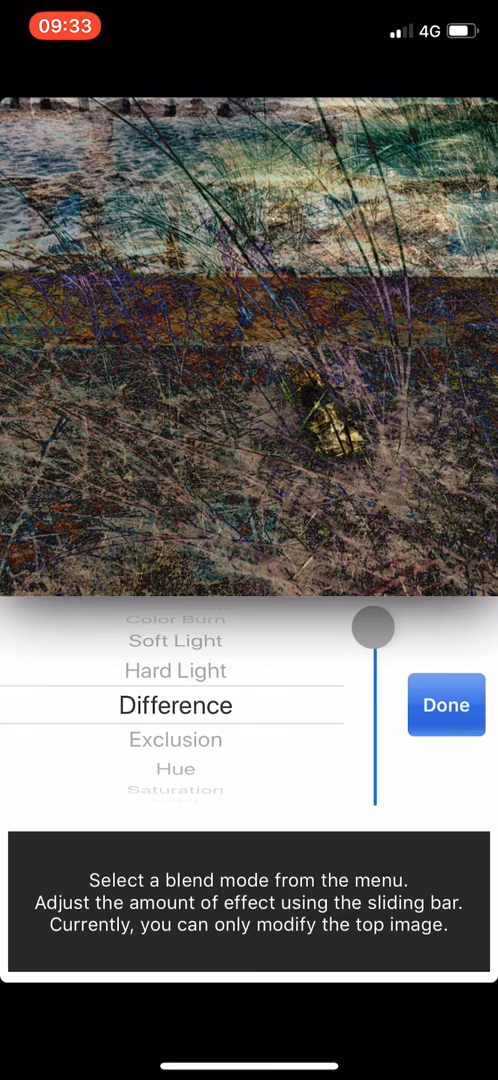 09:33
4G
Color Burn
Soft Light
Hard Light
Difference
Done
Exclusion
Hue
Saturation
Select a blend mode from the menu.
Adjust the amount of effect using the sliding bar.
Currently, you can only modify the top image.